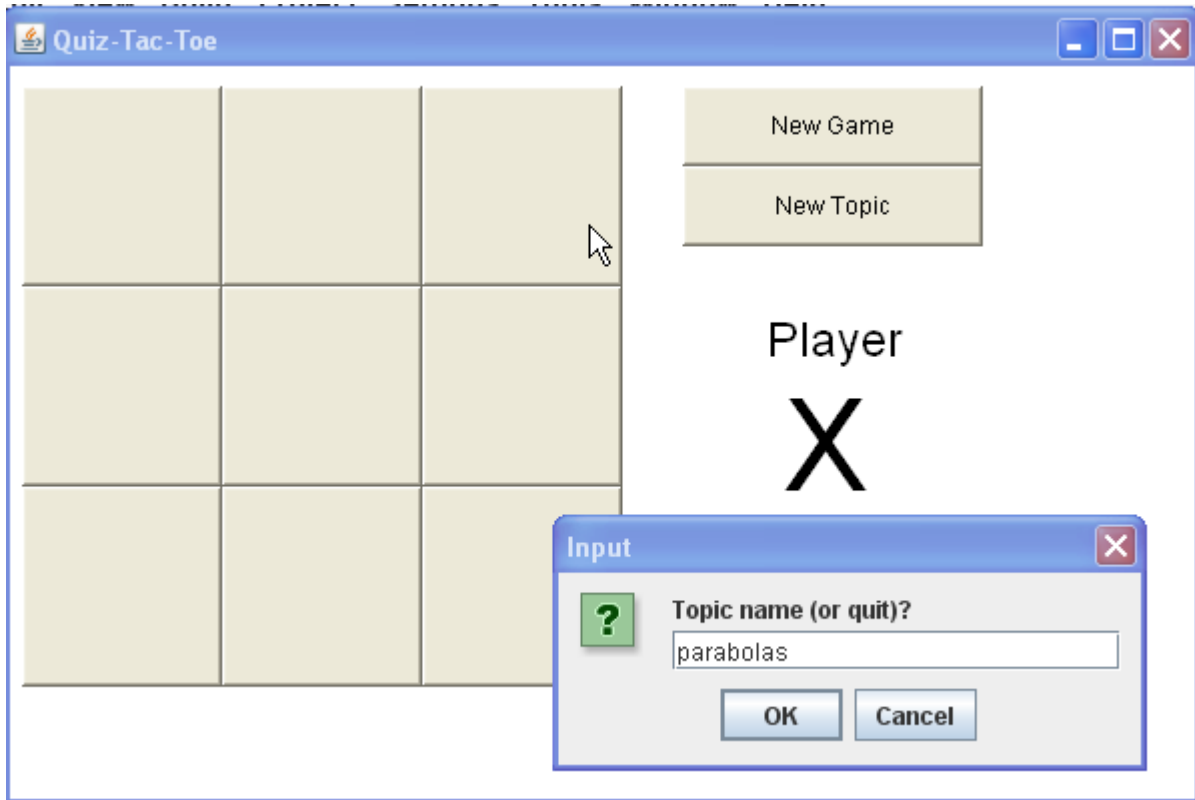 Quiz-Tac-Toe
New Game
New Topic
Player
X
Input
Topic name (or quit)?
parabolas
OK
Cancel